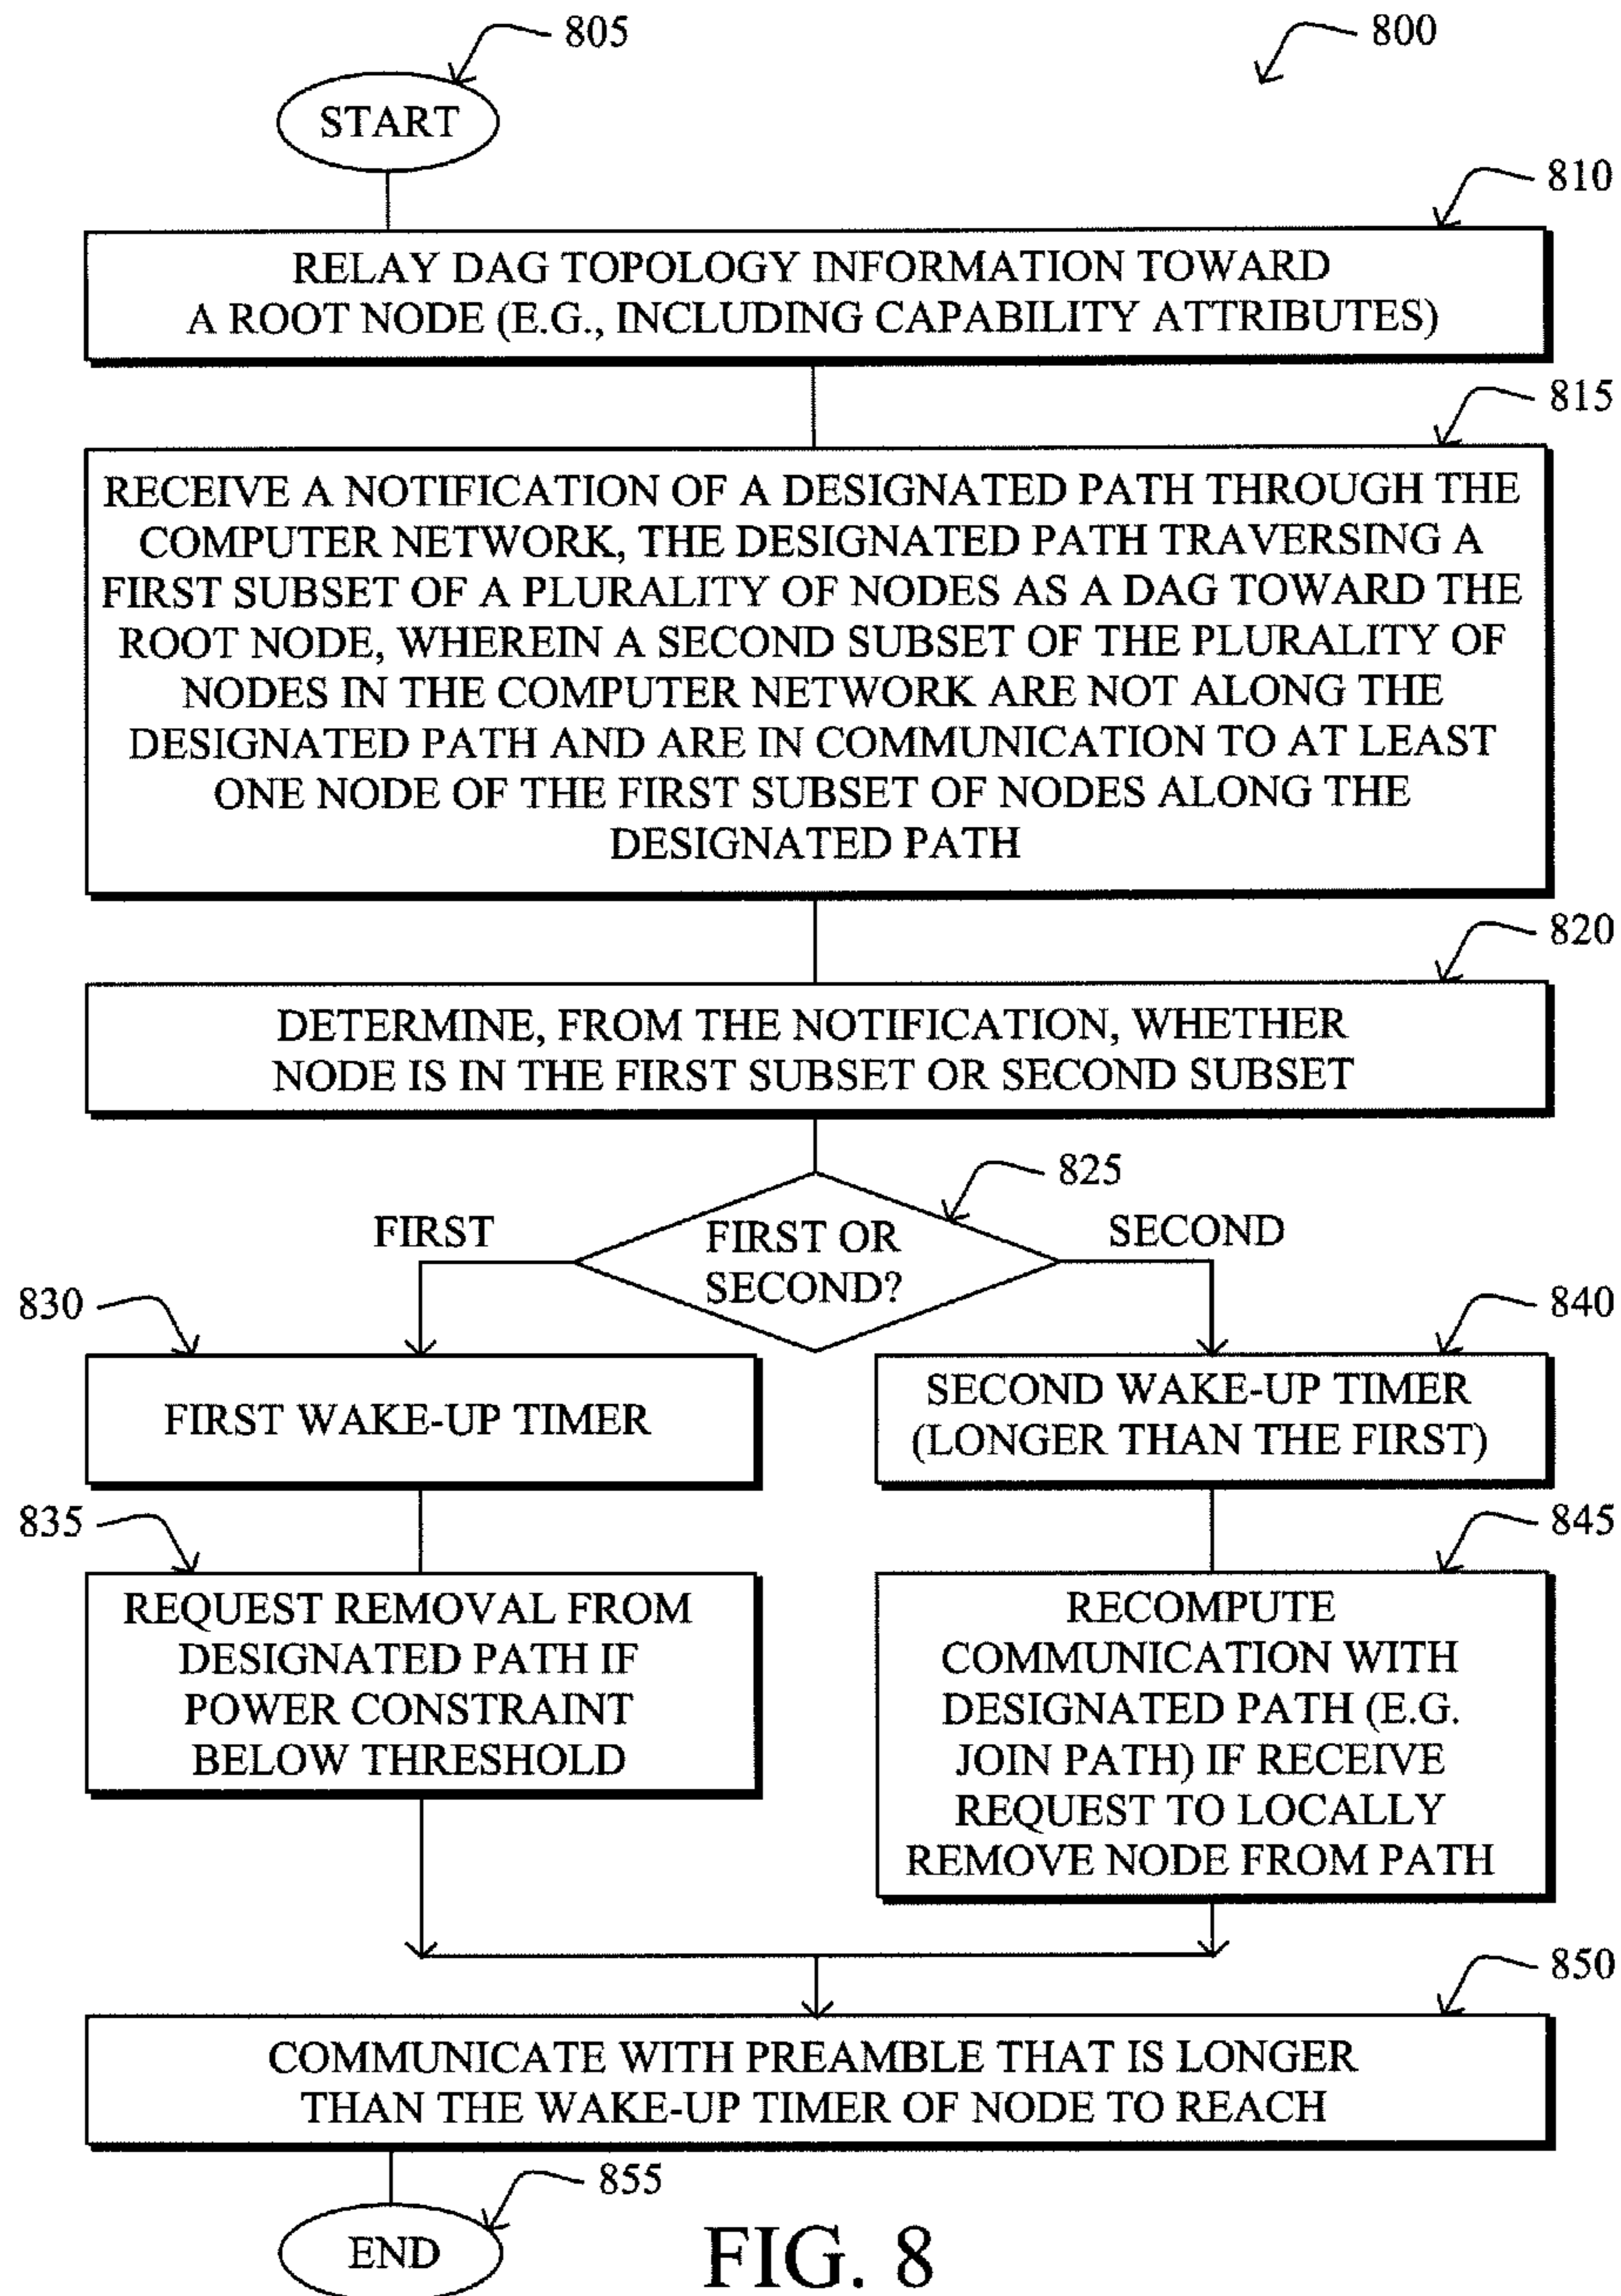 805
800
START
810
RELAY DAG TOPOLOGY INFORMATION TOWARD
A ROOT NODE (E.G., INCLUDING CAPABILITY ATTRIBUTES)
815
RECEIVE A NOTIFICATION OF A DESIGNATED PATH THROUGH THE
COMPUTER NETWORK, THE DESIGNATED PATH TRAVERSING A
FIRST SUBSET OF A PLURALITY OF NODES AS A DAG TOWARD THE
ROOT NODE, WHEREIN A SECOND SUBSET OF THE PLURALITY OF
NODES IN THE COMPUTER NETWORK ARE NOT ALONG THE
DESIGNATED PATH AND ARE IN COMMUNICATION TO AT LEAST
ONE NODE OF THE FIRST SUBSET OF NODES ALONG THE
DESIGNATED PATH
820
DETERMINE, FROM THE NOTIFICATION, WHETHER
NODE IS IN THE FIRST SUBSET OR SECOND SUBSET
825
FIRST
FIRST OR
SECOND?
SECOND
830
FIRST WAKE-UP TIMER
840
SECOND WAKE-UP TIMER
(LONGER THAN THE FIRST)
835
REQUEST REMOVAL FROM
DESIGNATED PATH IF
POWER CONSTRAINT
BELOW THRESHOLD
845
RECOMPUTE
COMMUNICATION WITH
DESIGNATED PATH (E.G.
JOIN PATH) IF RECEIVE
REQUEST TO LOCALLY
REMOVE NODE FROM PATH
850
COMMUNICATE WITH PREAMBLE THAT IS LONGER
THAN THE WAKE-UP TIMER OF NODE TO REACH
855
END
FIG. 8